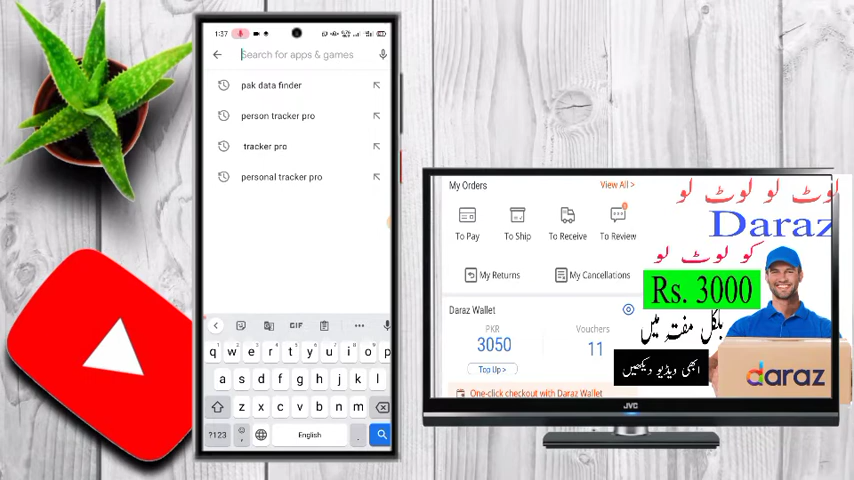 1:37
Search for apps & games
pak data finder
person tracker pro
tracker pro
personal tracker pro
GIF
q w e r t y u i o p
a s d f g h j k l
z x c v b n m
?123
English
.
My Orders
View All >
To Pay
To Ship
To Receive
To Review
My Returns
My Cancellations
Daraz Wallet
PKR
3050
Top Up >
Vouchers
11
One-click checkout with Daraz Wallet
لوٹ لو لوٹ لو
Daraz
کو لوٹ لو
Rs. 3000
بلکل مفت میں
ابھی ویڈیو دیکھیں
daraz
JVC